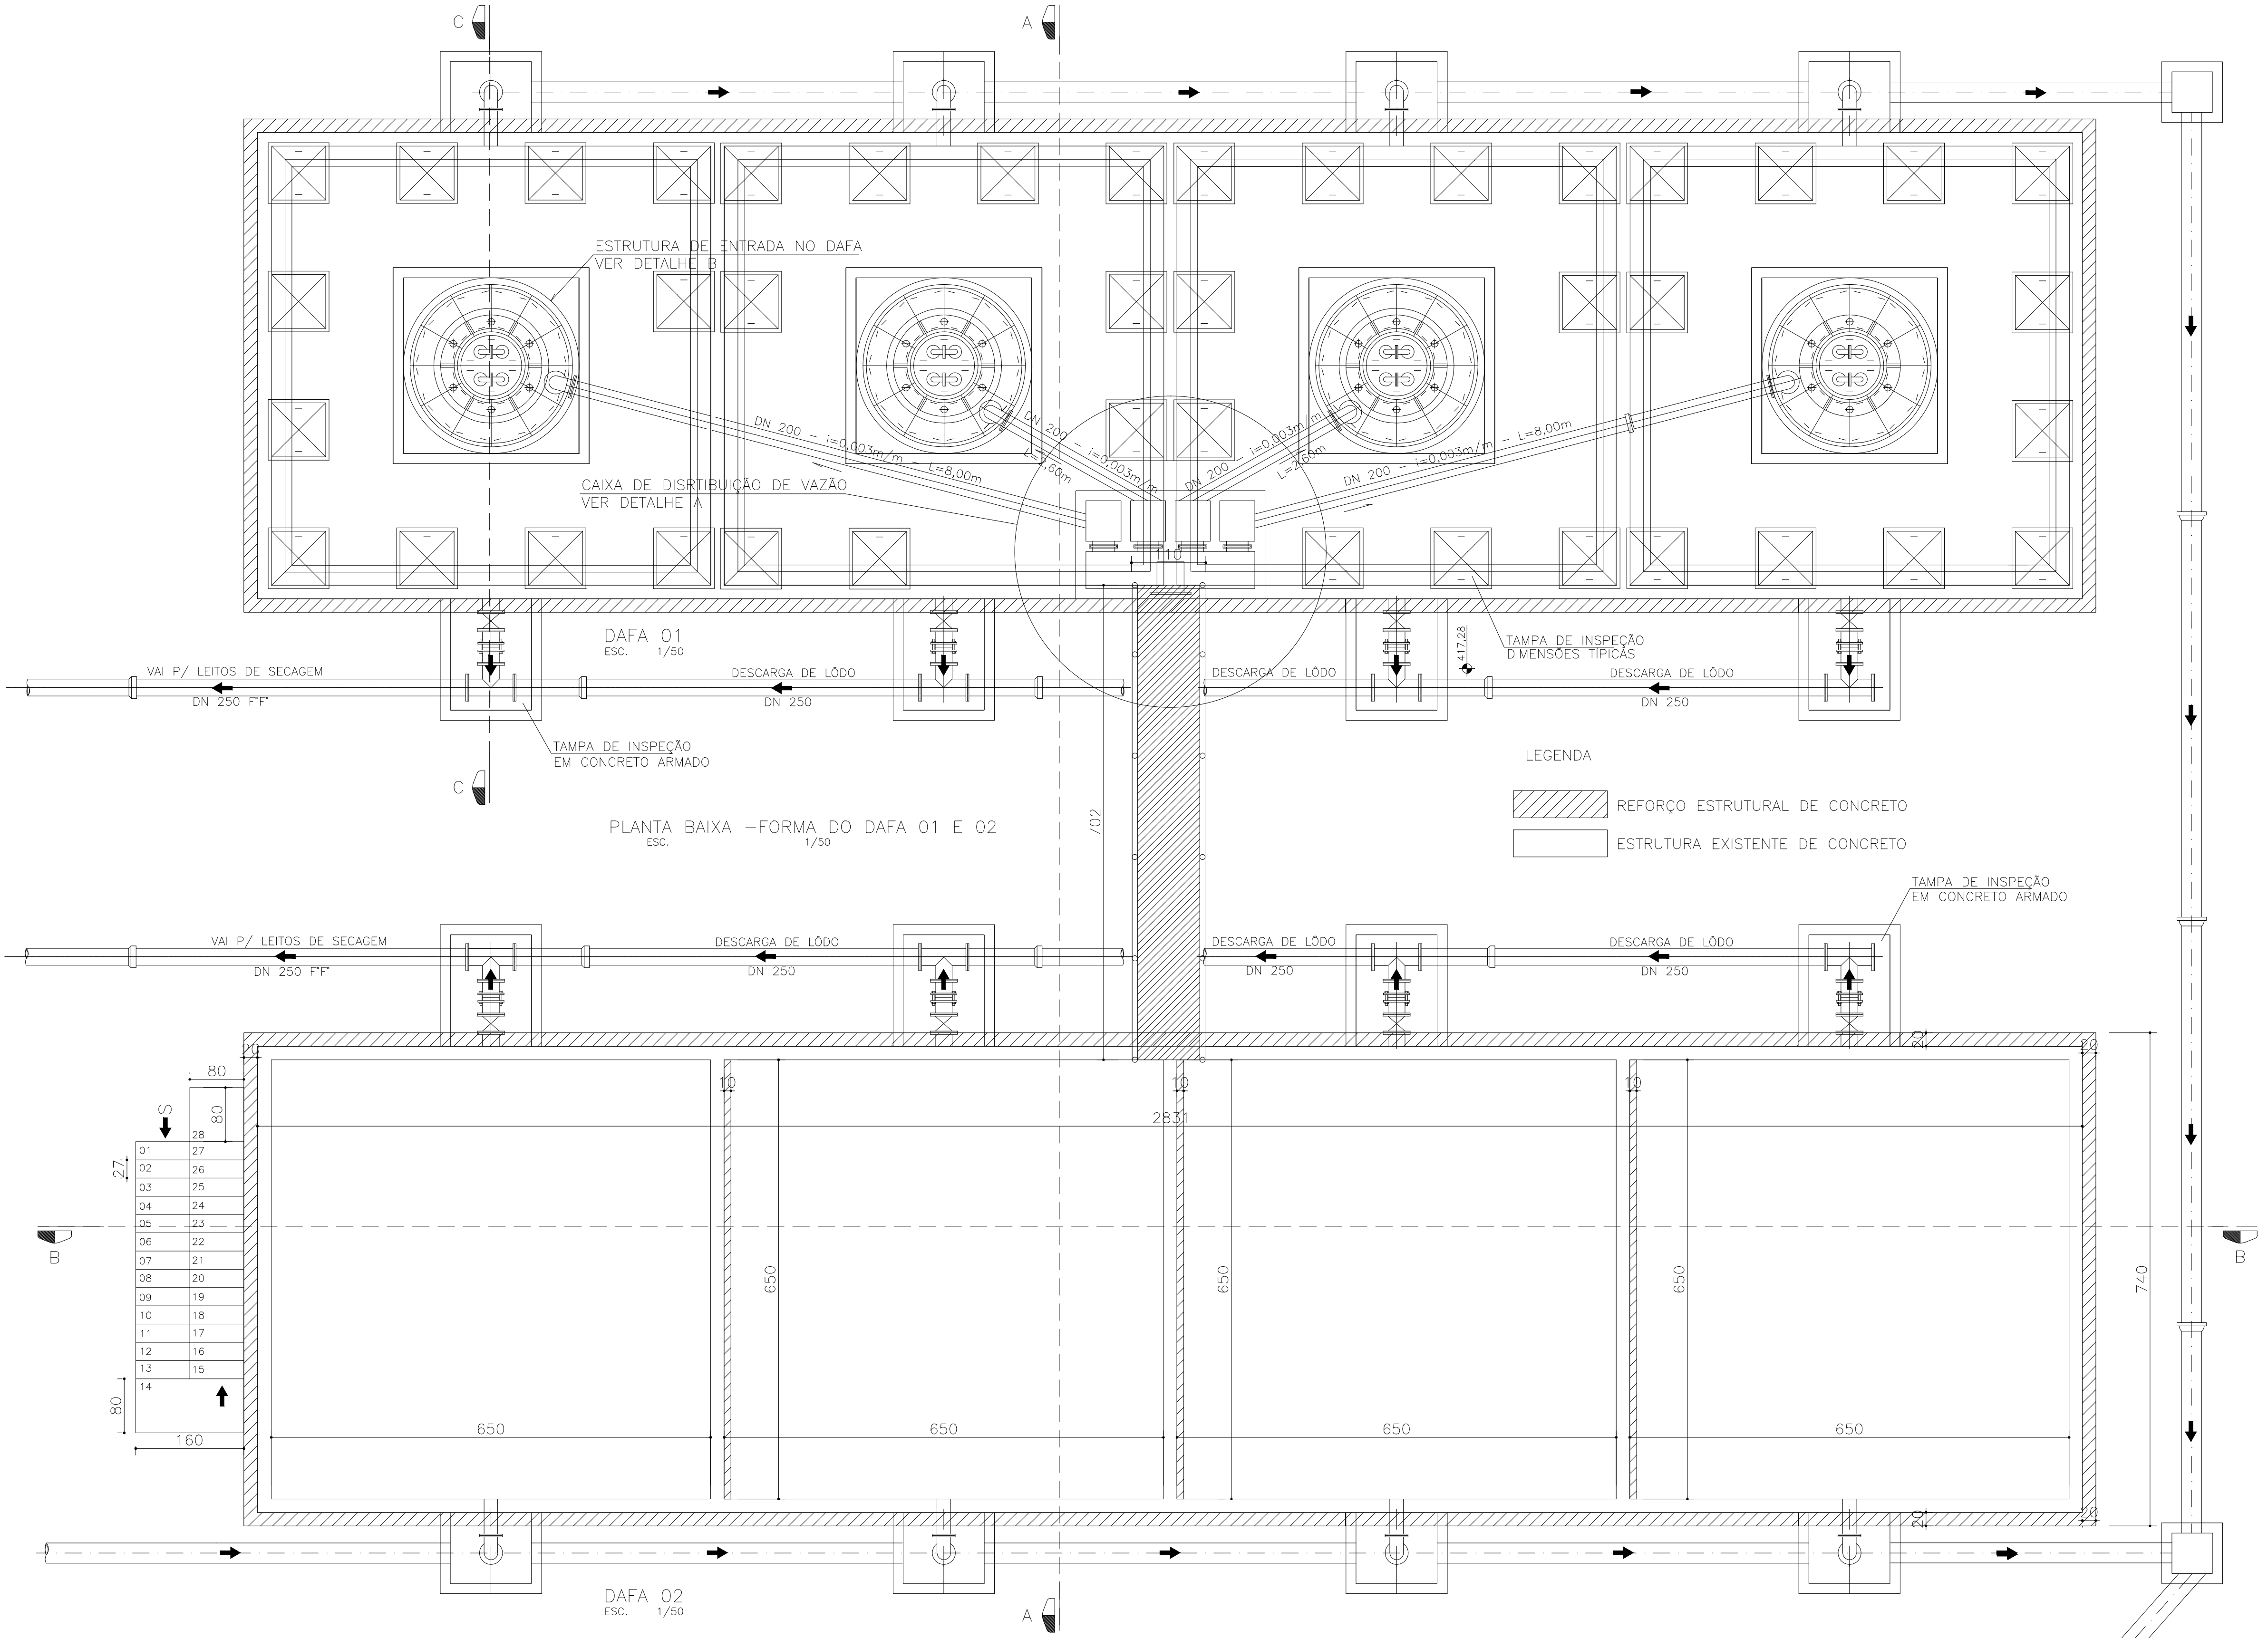 C
A
ESTRUTURA DE ENTRADA NO DAFA
VER DETALHE B
DN 200 - i=0,003m/m - L=8,00m
DN 200 - i=0,003m/m
L=2,60m
DN 200 - i=0,003m/m
L=2,60m
DN 200 - i=0,003m/m - L=8,00m
CAIXA DE DISRTIBUIÇÃO DE VAZÃO
VER DETALHE A
110
DAFA 01
ESC. 1/50
417,28
TAMPA DE INSPEÇÃO
DIMENSÕES TÍPICAS
VAI P/ LEITOS DE SECAGEM
DN 250 F°F°
DESCARGA DE LÔDO
DN 250
DESCARGA DE LÔDO
DESCARGA DE LÔDO
DN 250
TAMPA DE INSPEÇÃO
EM CONCRETO ARMADO
C
LEGENDA
REFORÇO ESTRUTURAL DE CONCRETO
ESTRUTURA EXISTENTE DE CONCRETO
PLANTA BAIXA -FORMA DO DAFA 01 E 02
ESC. 1/50
702
TAMPA DE INSPEÇÃO
EM CONCRETO ARMADO
VAI P/ LEITOS DE SECAGEM
DN 250 F°F°
DESCARGA DE LÔDO
DN 250
DESCARGA DE LÔDO
DN 250
DESCARGA DE LÔDO
DN 250
20
20
20
80
80
10
10
10
2831
S
28
01 27
02 26
03 25
04 24
05 23
06 22
07 21
08 20
09 19
10 18
11 17
12 16
13 15
14
27
80
160
B
B
650
650
650
740
650
650
650
650
20
20
DAFA 02
ESC. 1/50
A